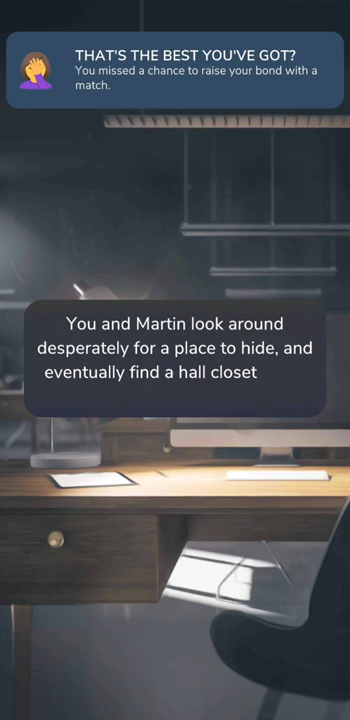 THAT'S THE BEST YOU'VE GOT?
You missed a chance to raise your bond with a
match.
You and Martin look around
desperately for a place to hide, and
eventually find a hall closet